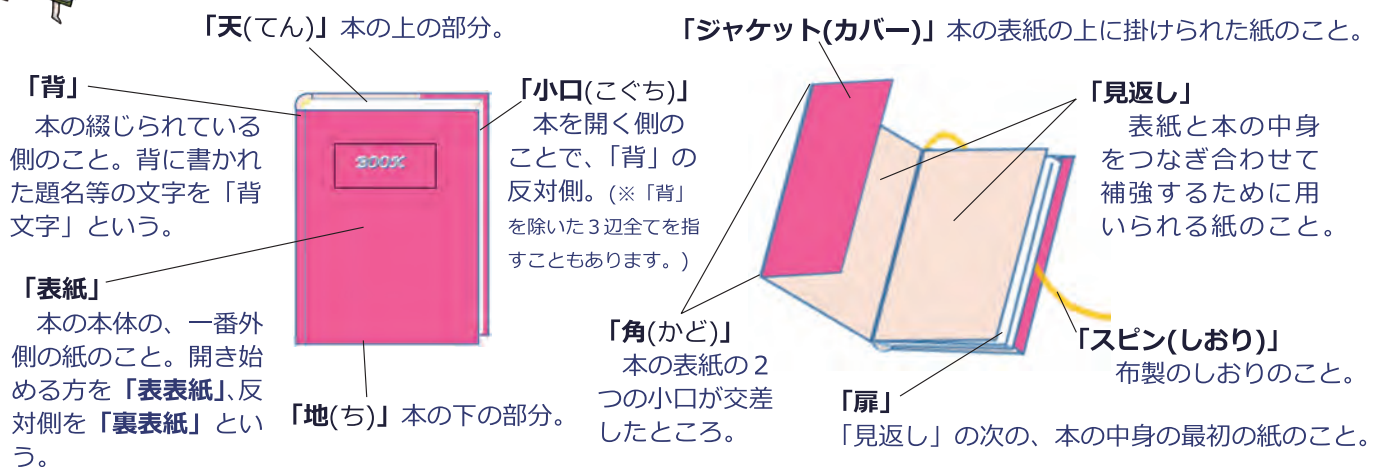 「天(てん)」本の上の部分。
「背」
本の綴じられている
側のこと。背に書かれ
た題名等の文字を「背
文字」という。
「小口(こぐち)」
本を開く側の
ことで、「背」の
反対側。(※「背」
を除いた3辺全てを指
すこともあります。)
「表紙」
本の本体の、一番外
側の紙のこと。開き始
める方を「表表紙」、反
対側を「裏表紙」とい
う。
「地(ち)」本の下の部分。
「ジャケット(カバー)」本の表紙の上に掛けられた紙のこと。
「見返し」
表紙と本の中身
をつなぎ合わせて
補強するために用
いられる紙のこと。
「角(かど)」
本の表紙の2
つの小口が交差
したところ。
「スピン(しおり)」
布製のしおりのこと。
「扉」
「見返し」の次の、本の中身の最初の紙のこと。